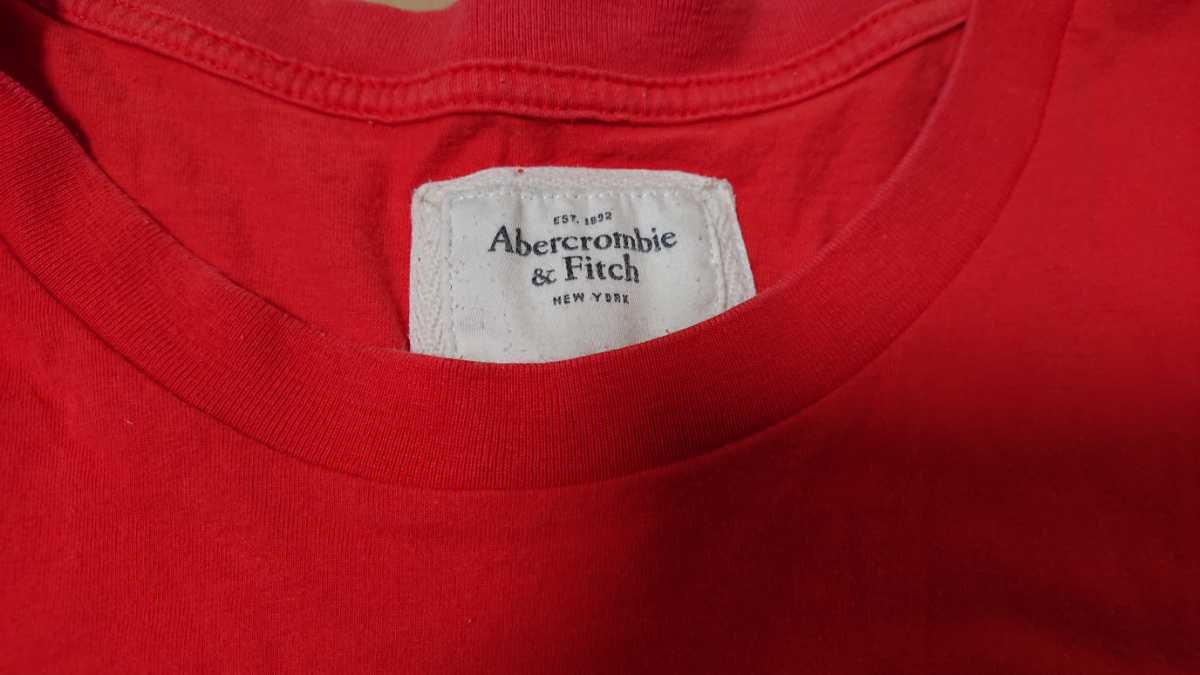 EST. 1892
Abercrombie
& Fitch
NEW YORK